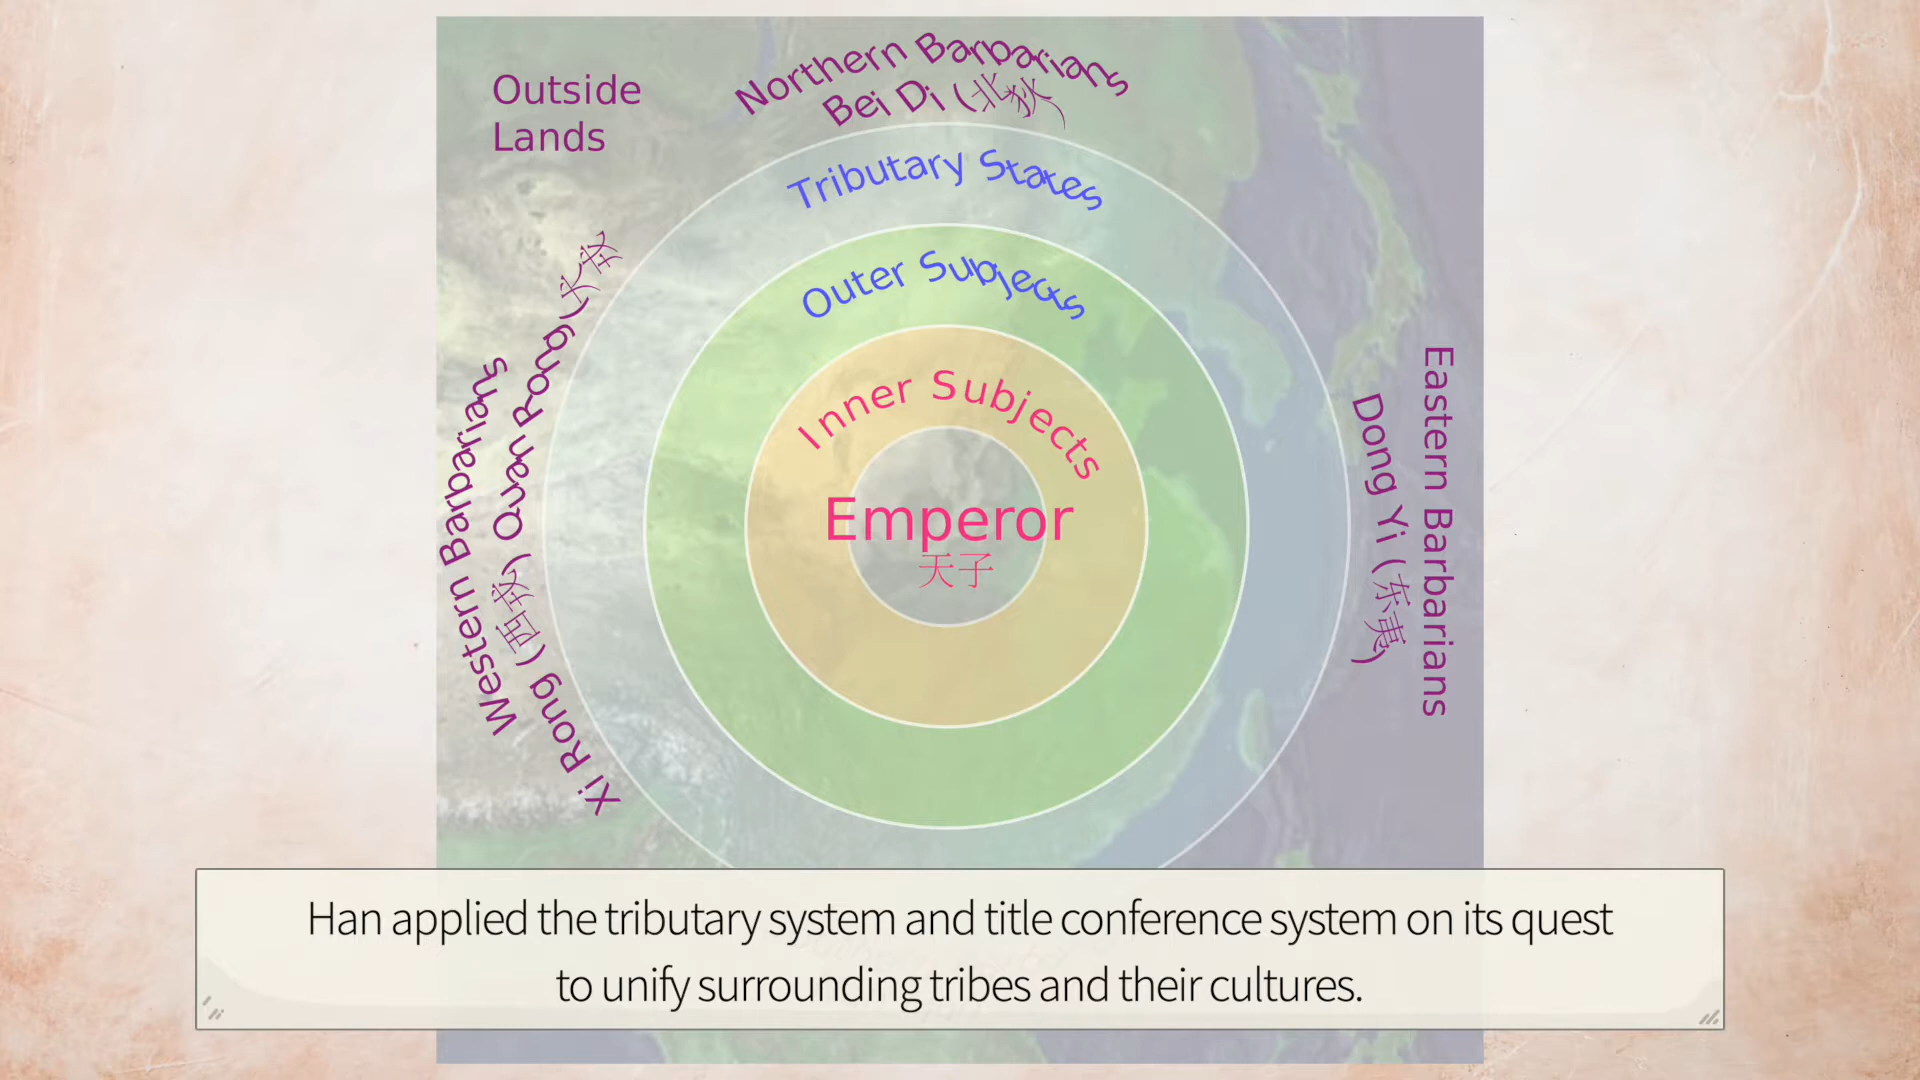 Outside
Lands
Northern Barbarians
Bei Di (北狄)
Tributary States
Outer Subjects
Inner Subjects
Emperor
天子
Western Barbarians
Xi Rong (西戎) Quan Rong (犬戎)
Eastern Barbarians
Dong Yi (东夷)
Han applied the tributary system and title conference system on its quest
to unify surrounding tribes and their cultures.